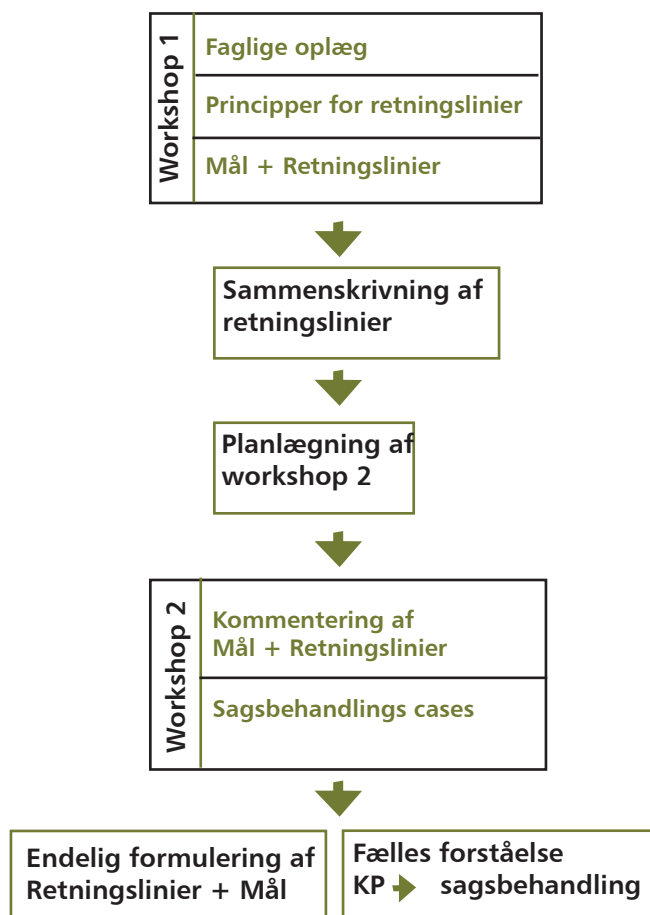 Workshop 1
Faglige oplæg
Principper for retningslinier
Mål + Retningslinier
Sammenskrivning af
retningslinier
Planlægning af
workshop 2
Workshop 2
Kommentering af
Mål + Retningslinier
Sagsbehandlings cases
Endelig formulering af
Retningslinier + Mål
Fælles forståelse
KP sagsbehandling